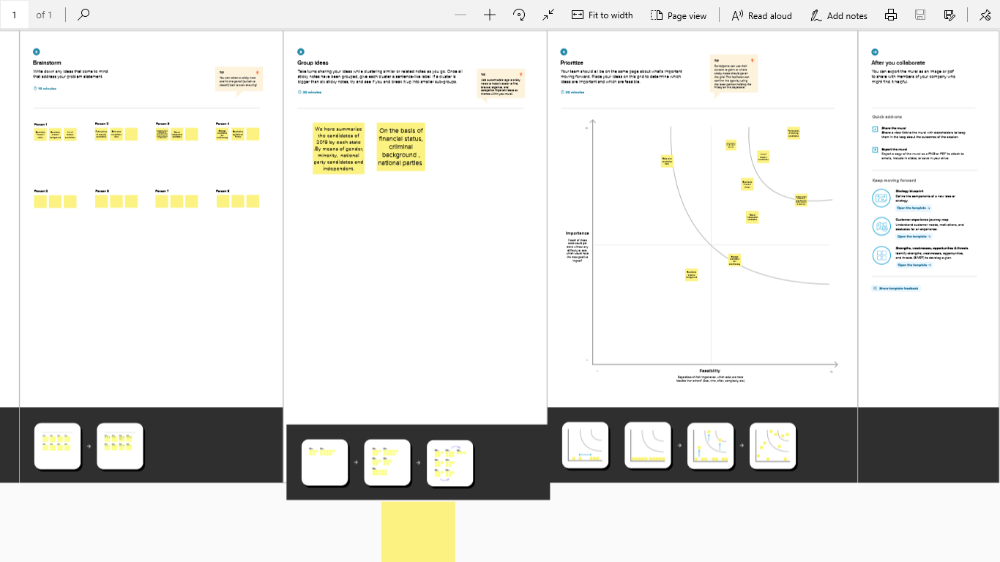 1 of 1
Fit to width
Page view
Read aloud
Add notes
Brainstorm
Write down any ideas that come to mind
that address your problem statement.
10 minutes
TIP
You can select a sticky note
Person 1
Person 2
Person 3
Person 4
Person 5
Person 6
Person 7
Person 8
3
Group ideas
Take turns sharing your ideas while clustering similar or related notes as you go. Once all
sticky notes have been grouped, give each cluster a sentence-like label. If a cluster is
bigger than six sticky notes, try and see if you and break it up into smaller sub-groups.
20 minutes
TIP
Add customizable tags to sticky
notes to make it easier to find,
browse, organize, and
categorize important ideas as
themes within your mural.
We here summarise
the candidates of
2019 by each state
.By means of gender,
minority, national
party candidates and
independent.
On the basis of
financial status,
criiminal
background ,
national parties
4
Prioritize
Your team should all be on the same page about what's important
moving forward. Place your ideas on this grid to determine which
ideas are important and which are feasible.
20 minutes
TIP
Participants can use their
cursors to point at where
sticky notes should go on
the grid. The facilitator can
confirm the spot by using
the laser pointer holding the
H key on the keyboard.
Importance
If each of these
tasks could get
done without any
difficulty or cost,
which would have
the most positive
impact?
Feasibility
Regardless of their importance, which tasks are more
feasible than others? (Cost, time, effort, complexity, etc.)
After you collaborate
You can export the mural as an image or pdf
to share with members of your company who
might find it helpful.
Quick add-ons
Share the mural
Share a view link to the mural with stakeholders to keep
them in the loop about the outcomes of the session.
Export the mural
Export a copy of the mural as a PNG or PDF to attach to
emails, include in slides, or save in your drive.
Keep moving forward
Strategy blueprint
Define the components of a new idea or
strategy.
Open the template →
Customer experience journey map
Understand customer needs, motivations, and
obstacles for an experience.
Open the template →
Strengths, weaknesses, opportunities & threats
Identify strengths, weaknesses, opportunities,
and threats (SWOT) to develop a plan.
Open the template →
Share template feedback